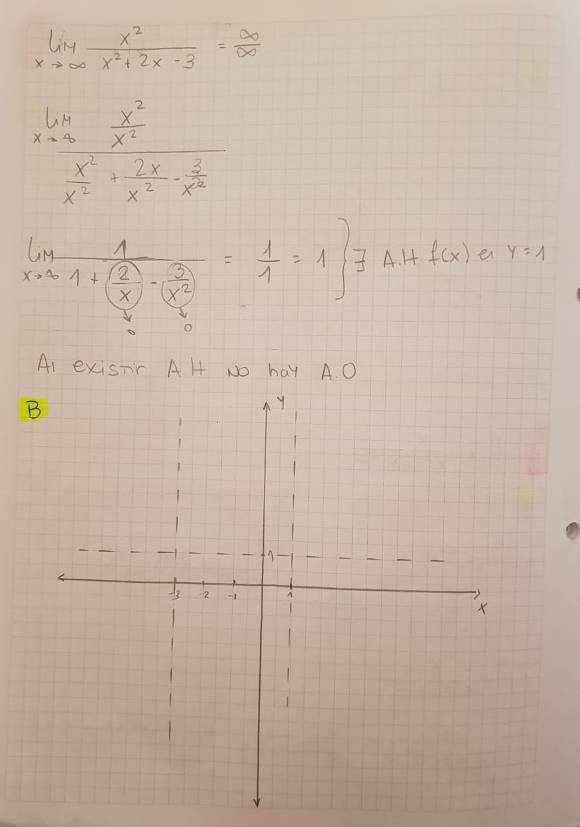 lim x→∞ x²/(x² + 2x - 3) = ∞/∞
lim x→∞ (x²/x²)/(x²/x² + 2x/x² - 3/x²)
lim x→∞ 1/(1 + 2/x - 3/x²) = 1/1 = 1 } ∃ A.H f(x) en y=1
0 0
Al existir AH no hay A.O
B
y
1
-3 -2 -1 1
x